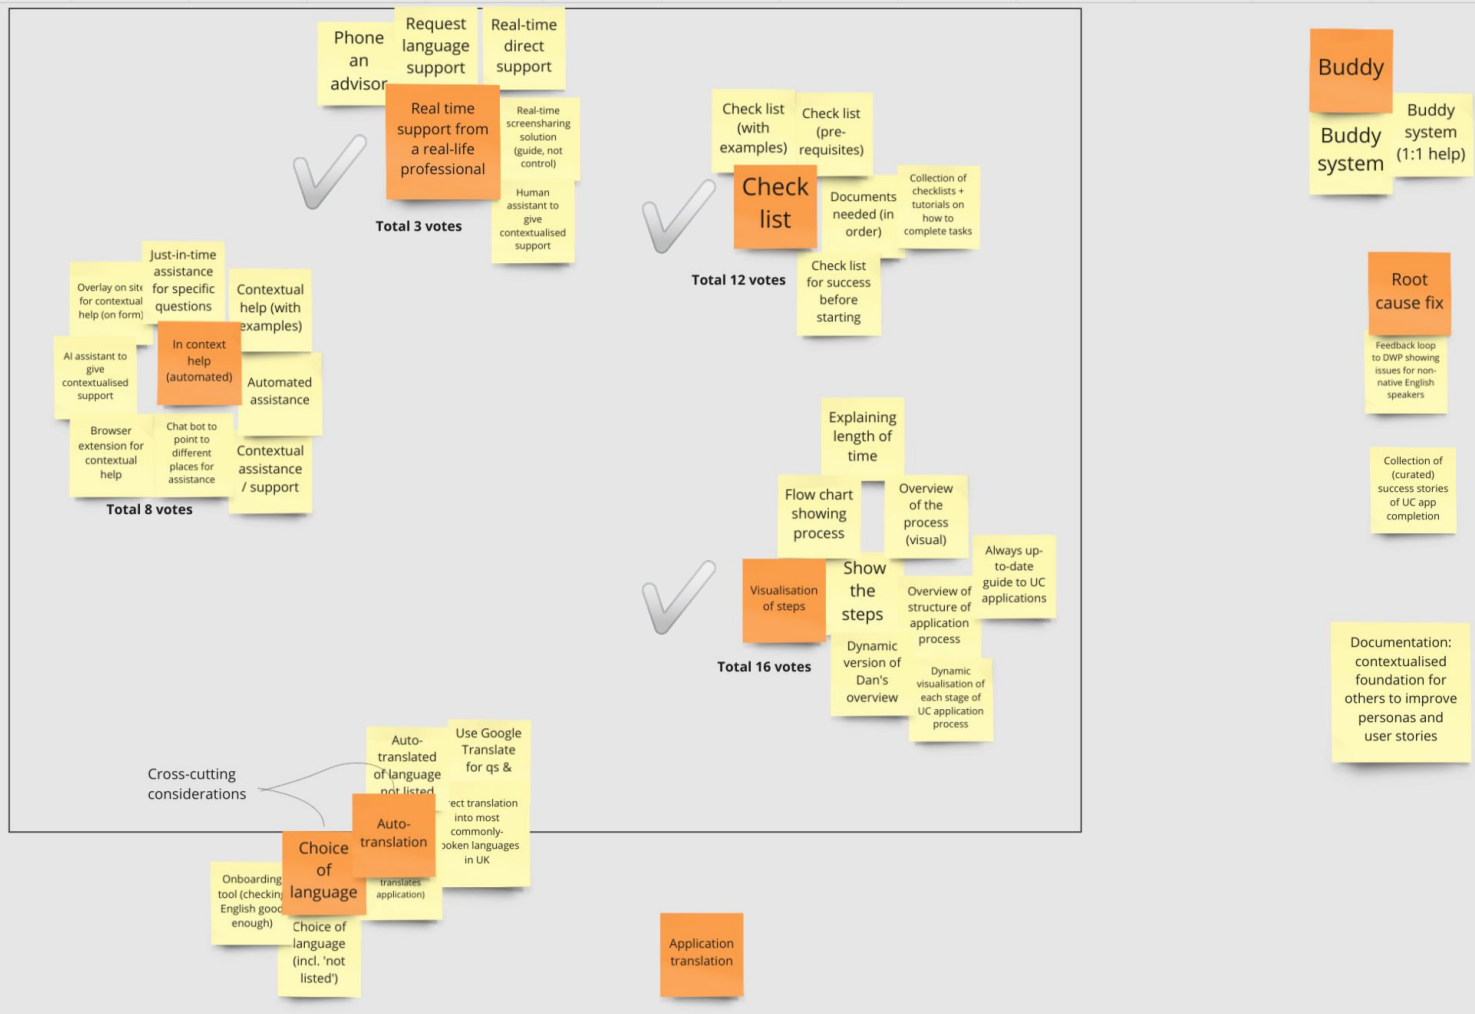 Phone
an
advisor
Request
language
support
Real-time
direct
support
Real time
support from
a real-life
professional
Real-time
screensharing
solution
(guide, not
control)
Human
assistant to
give
contextualised
support
Total 3 votes
Check list
(with
examples)
Check list
(pre-
requisites)
Check
list
Documents
needed (in
order)
Collection of
checklists +
tutorials on
how to
complete tasks
Check list
for success
before
starting
Total 12 votes
Buddy
Buddy
system
Buddy
system
(1:1 help)
Root
cause fix
Feedback loop
to DWP showing
issues for non-
native English
speakers
Collection of
(curated)
success stories
of UC app
completion
Documentation:
contextualised
foundation for
others to improve
personas and
user stories
Overlay on site
for contextual
help (on form)
Just-in-time
assistance
for specific
questions
Contextual
help (with
examples)
In context
help
(automated)
AI assistant to
give
contextualised
support
Automated
assistance
Browser
extension for
contextual
help
Chat bot to
point to
different
places for
assistance
Contextual
assistance
/ support
Total 8 votes
Explaining
length of
time
Flow chart
showing
process
Overview
of the
process
(visual)
Visualisation
of steps
Show
the
steps
Overview of
structure of
application
process
Always up-
to-date
guide to UC
applications
Dynamic
version of
Dan's
overview
Dynamic
visualisation of
each stage of
UC application
process
Total 16 votes
Cross-cutting
considerations
Auto-
translated
of language
not listed
Use Google
Translate
for qs &
Auto-
translation
translation
into most
commonly-
languages
in UK
translates
application)
Choice
of
language
Onboarding
tool (checking
English good
enough)
Choice of
language
(incl. 'not
listed')
Application
translation